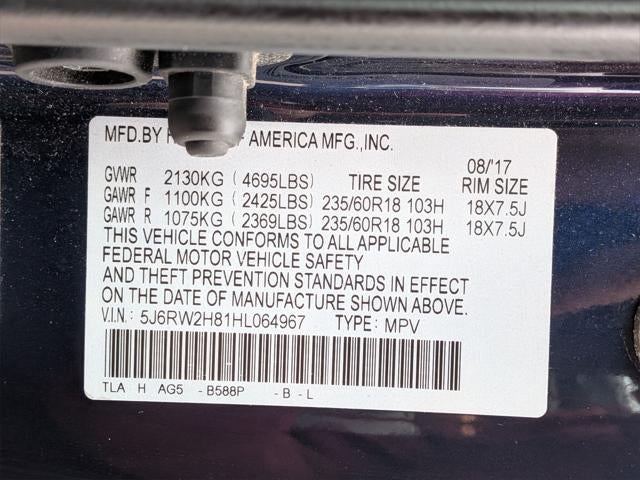 MFD.BY F AMERICA MFG.,INC.
08/'17
GVWR 2130KG (4695LBS) TIRE SIZE RIM SIZE
GAWR F 1100KG (2425LBS) 235/60R18 103H 18X7.5J
GAWR R 1075KG (2369LBS) 235/60R18 103H 18X7.5J
THIS VEHICLE CONFORMS TO ALL APPLICABLE
FEDERAL MOTOR VEHICLE SAFETY
AND THEFT PREVENTION STANDARDS IN EFFECT
ON THE DATE OF MANUFACTURE SHOWN ABOVE.
V.I.N: 5J6RW2H81HL064967 TYPE: MPV
TLA H AG5 -B588P -B-L